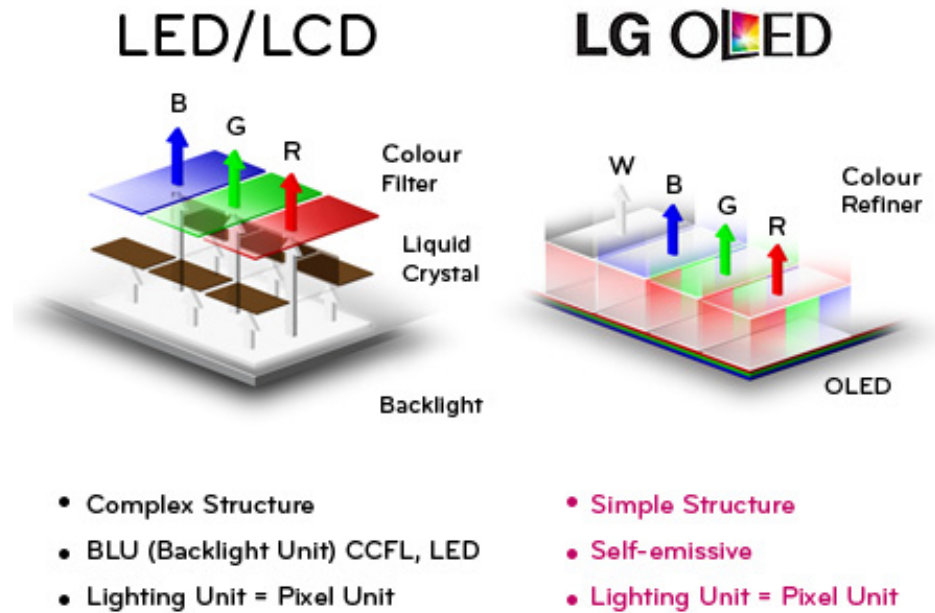 LED/LCD
B
G
R
Colour
Filter
Liquid
Crystal
Backlight
• Complex Structure
• BLU (Backlight Unit) CCFL, LED
• Lighting Unit = Pixel Unit
LG OLED
W
B
G
R
Colour
Refiner
OLED
• Simple Structure
• Self-emissive
• Lighting Unit = Pixel Unit